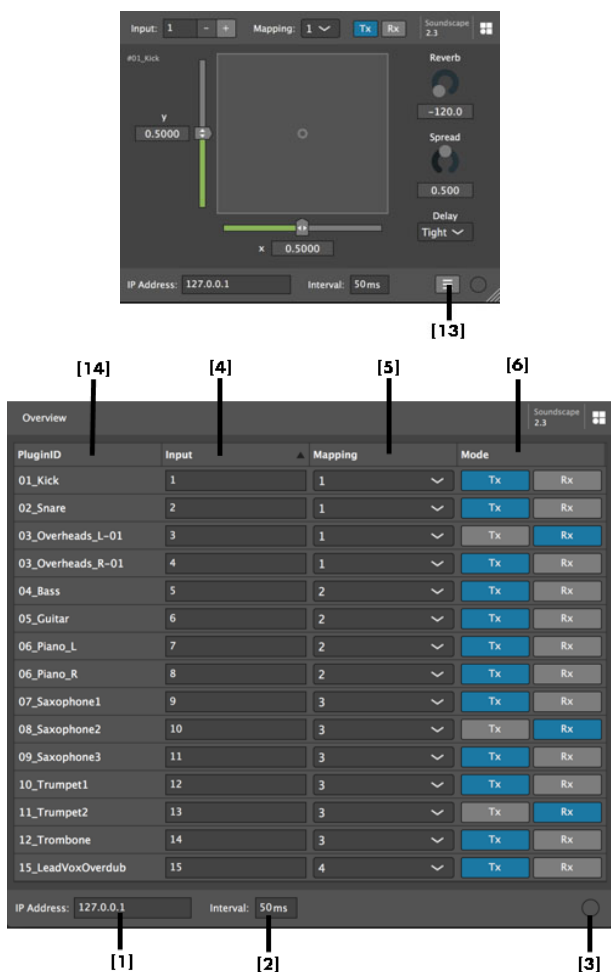 Input: 1 - + Mapping: 1 Tx Rx Soundscape 2.3
#01_Kick
Reverb
-120.0
y
0.5000
Spread
0.500
Delay
Tight
x 0.5000
IP Address: 127.0.0.1 Interval: 50ms
[13]
[14] [4] [5] [6]
Overview Soundscape 2.3
PluginID Input Mapping Mode
01_Kick 1 1 Tx Rx
02_Snare 2 1 Tx Rx
03_Overheads_L-01 3 1 Tx Rx
03_Overheads_R-01 4 1 Tx Rx
04_Bass 5 2 Tx Rx
05_Guitar 6 2 Tx Rx
06_Piano_L 7 2 Tx Rx
06_Piano_R 8 2 Tx Rx
07_Saxophone1 9 3 Tx Rx
08_Saxophone2 10 3 Tx Rx
09_Saxophone3 11 3 Tx Rx
10_Trumpet1 12 3 Tx Rx
11_Trumpet2 13 3 Tx Rx
12_Trombone 14 3 Tx Rx
15_LeadVoxOverdub 15 4 Tx Rx
IP Address: 127.0.0.1 Interval: 50ms
[1] [2] [3]